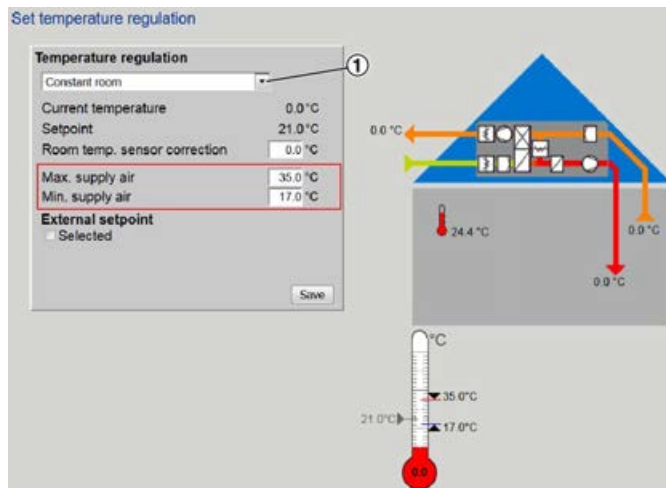 Set temperature regulation
Temperature regulation
Constant room
1
Current temperature 0.0°C
Setpoint 21.0°C
Room temp. sensor correction 0.0 °C
Max. supply air 35.0 °C
Min. supply air 17.0 °C
External setpoint
Selected
Save
0.0 °C
24.4 °C
0.0 °C
0.0 °C
°C
35.0°C
21.0°C
17.0°C
0.0